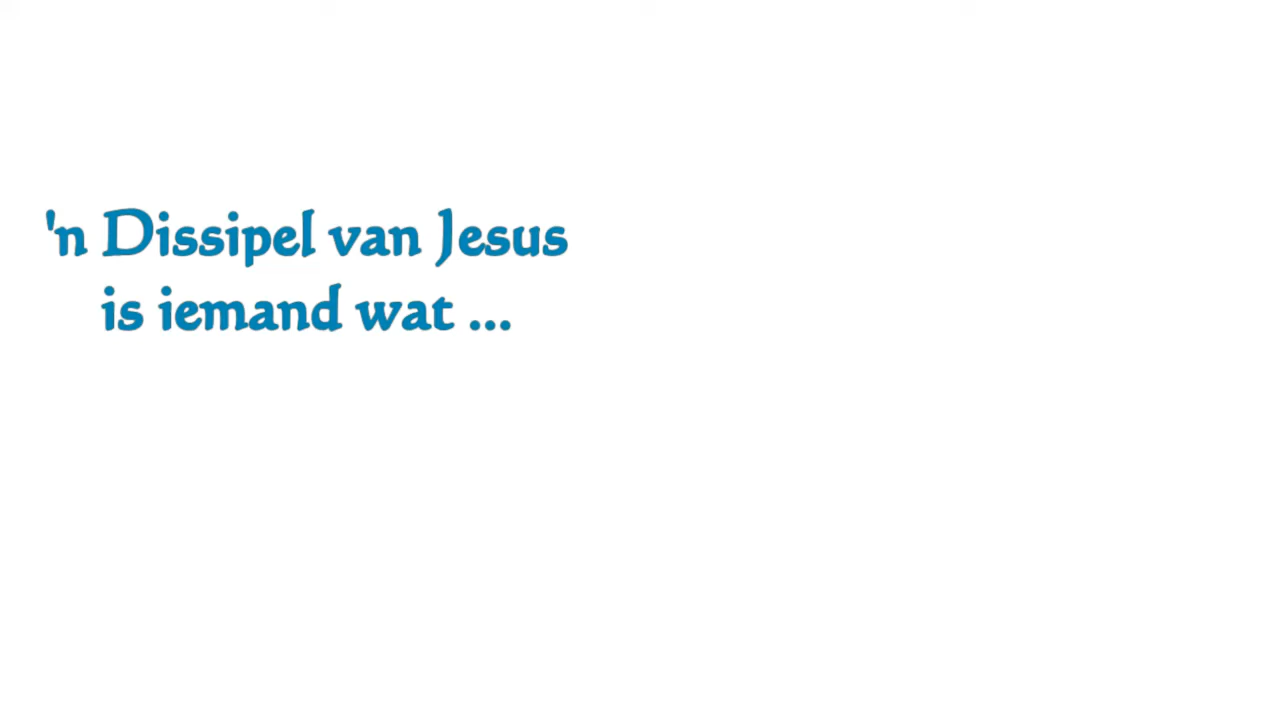 'n Dissipel van Jesus
is iemand wat ...